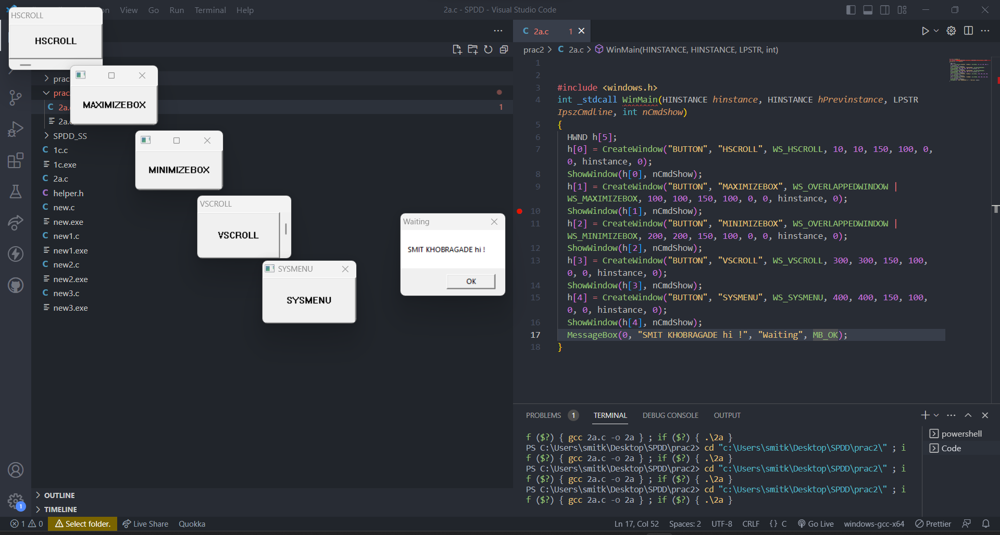 View Go Run Terminal Help
2a.c - SPDD - Visual Studio Code
HSCROLL
HSCROLL
MAXIMIZEBOX
MINIMIZEBOX
VSCROLL
VSCROLL
SYSMENU
SYSMENU
Waiting
SMIT KHOBRAGADE hi !
OK
prac
prac
2a.
1
2a.
SPDD_SS
1c.c
1c.exe
2a.c
helper.h
new.c
new.exe
new1.c
new1.exe
new2.c
new2.exe
new3.c
new3.exe
OUTLINE
TIMELINE
2a.c 1
prac2 > C 2a.c > WinMain(HINSTANCE, HINSTANCE, LPSTR, int)
1
2
3 #include <windows.h>
4 int _stdcall WinMain(HINSTANCE hinstance, HINSTANCE hPrevinstance, LPSTR
IpszCmdline, int nCmdShow)
5 {
6 HWND h[5];
7 h[0] = CreateWindow("BUTTON", "HSCROLL", WS_HSCROLL, 10, 10, 150, 100, 0,
0, hinstance, 0);
8 ShowWindow(h[0], nCmdShow);
9 h[1] = CreateWindow("BUTTON", "MAXIMIZEBOX", WS_OVERLAPPEDWINDOW |
WS_MAXIMIZEBOX, 100, 100, 150, 100, 0, 0, hinstance, 0);
10 ShowWindow(h[1], nCmdShow);
11 h[2] = CreateWindow("BUTTON", "MINIMIZEBOX", WS_OVERLAPPEDWINDOW |
WS_MINIMIZEBOX, 200, 200, 150, 100, 0, 0, hinstance, 0);
12 ShowWindow(h[2], nCmdShow);
13 h[3] = CreateWindow("BUTTON", "VSCROLL", WS_VSCROLL, 300, 300, 150, 100,
0, 0, hinstance, 0);
14 ShowWindow(h[3], nCmdShow);
15 h[4] = CreateWindow("BUTTON", "SYSMENU", WS_SYSMENU, 400, 400, 150, 100,
0, 0, hinstance, 0);
16 ShowWindow(h[4], nCmdShow);
17 MessageBox(0, "SMIT KHOBRAGADE hi !", "Waiting", MB_OK);
18 }
PROBLEMS 1 TERMINAL DEBUG CONSOLE OUTPUT
f ($?) { gcc 2a.c -o 2a } ; if ($?) { .\2a }
PS C:\Users\smitk\Desktop\SPDD\prac2> cd "c:\Users\smitk\Desktop\SPDD\prac2\" ; i
f ($?) { gcc 2a.c -o 2a } ; if ($?) { .\2a }
PS C:\Users\smitk\Desktop\SPDD\prac2> cd "c:\Users\smitk\Desktop\SPDD\prac2\" ; i
f ($?) { gcc 2a.c -o 2a } ; if ($?) { .\2a }
PS C:\Users\smitk\Desktop\SPDD\prac2> cd "c:\Users\smitk\Desktop\SPDD\prac2\" ; i
f ($?) { gcc 2a.c -o 2a } ; if ($?) { .\2a }
powershell
Code
1
1 0 Select folder. Live Share Quokka
Ln 17, Col 52 Spaces: 2 UTF-8 CRLF {} C Go Live windows-gcc-x64 Prettier